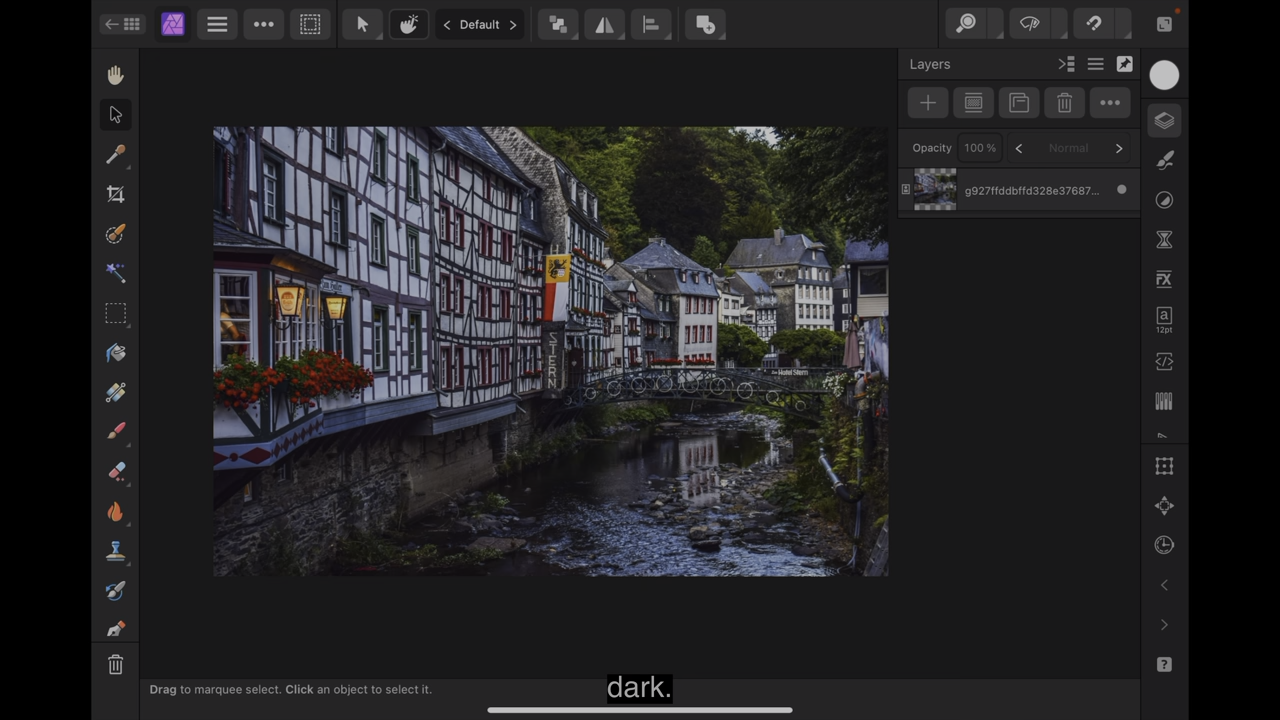 Default
Layers
Opacity 100 % Normal
g927ffddbffd328e37687...
FX
a
12pt
STERN
Hotel Stern
?
Drag to marquee select. Click an object to select it.
dark.